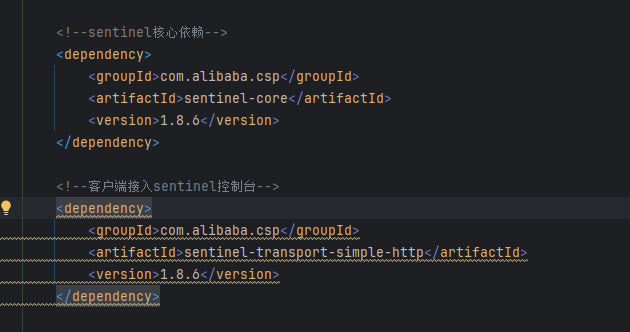 <!--sentinel核心依赖-->
<dependency>
<groupId>com.alibaba.csp</groupId>
<artifactId>sentinel-core</artifactId>
<version>1.8.6</version>
</dependency>
<!--客户端接入sentinel控制台-->
<dependency>
<groupId>com.alibaba.csp</groupId>
<artifactId>sentinel-transport-simple-http</artifactId>
<version>1.8.6</version>
</dependency>